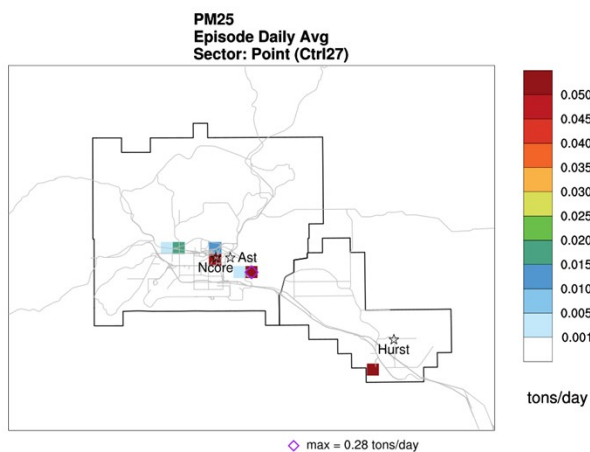 PM25
Episode Daily Avg
Sector: Point (Ctrl27)
Ast
Ncore
Hurst
0.050
0.045
0.040
0.035
0.030
0.025
0.020
0.015
0.010
0.005
0.001
tons/day
max = 0.28 tons/day